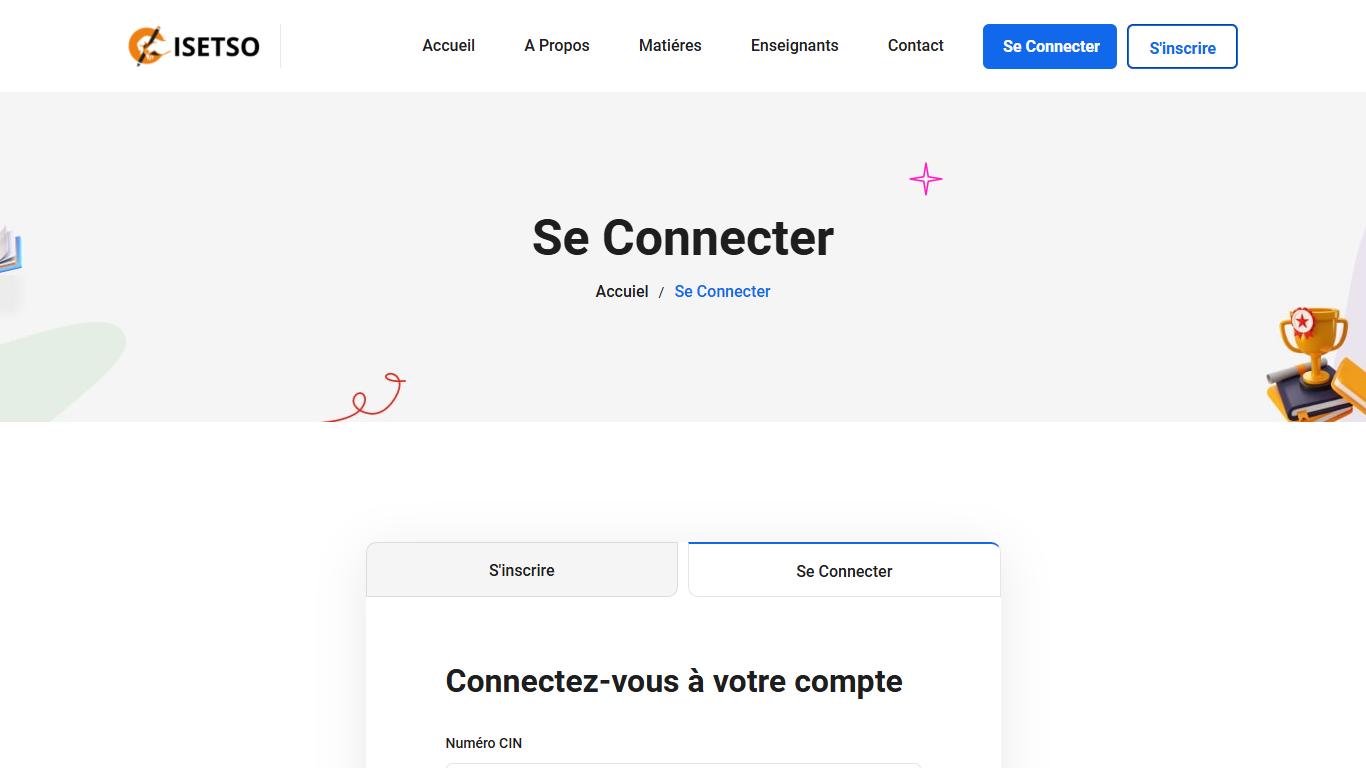 ISETSO
Accueil
A Propos
Matiéres
Enseignants
Contact
Se Connecter
S'inscrire
Se Connecter
Accuiel / Se Connecter
S'inscrire
Se Connecter
Connectez-vous à votre compte
Numéro CIN